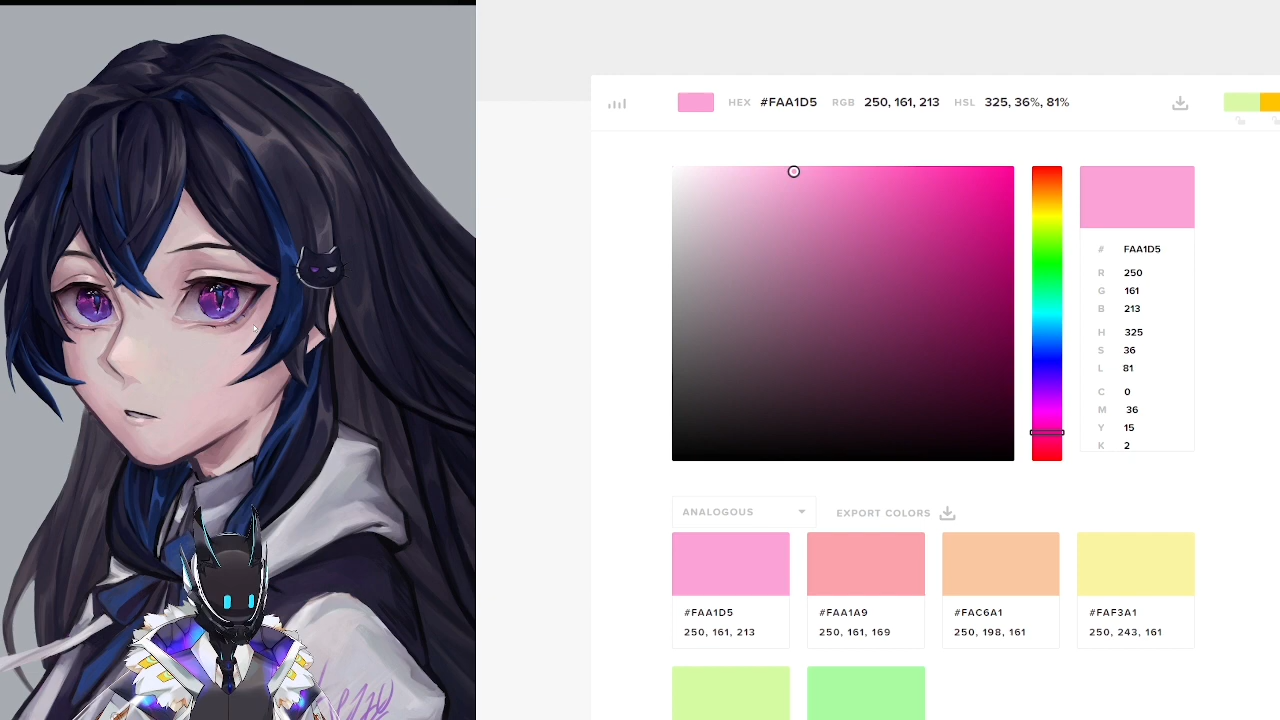 HEX #FAA1D5 RGB 250, 161, 213 HSL 325, 36%, 81%
# FAA1D5
R 250
G 161
B 213
H 325
S 36
L 81
C 0
M 36
Y 15
K 2
ANALOGOUS EXPORT COLORS
#FAA1D5 #FAA1A9 #FAC6A1 #FAF3A1
250, 161, 213 250, 161, 169 250, 198, 161 250, 243, 161